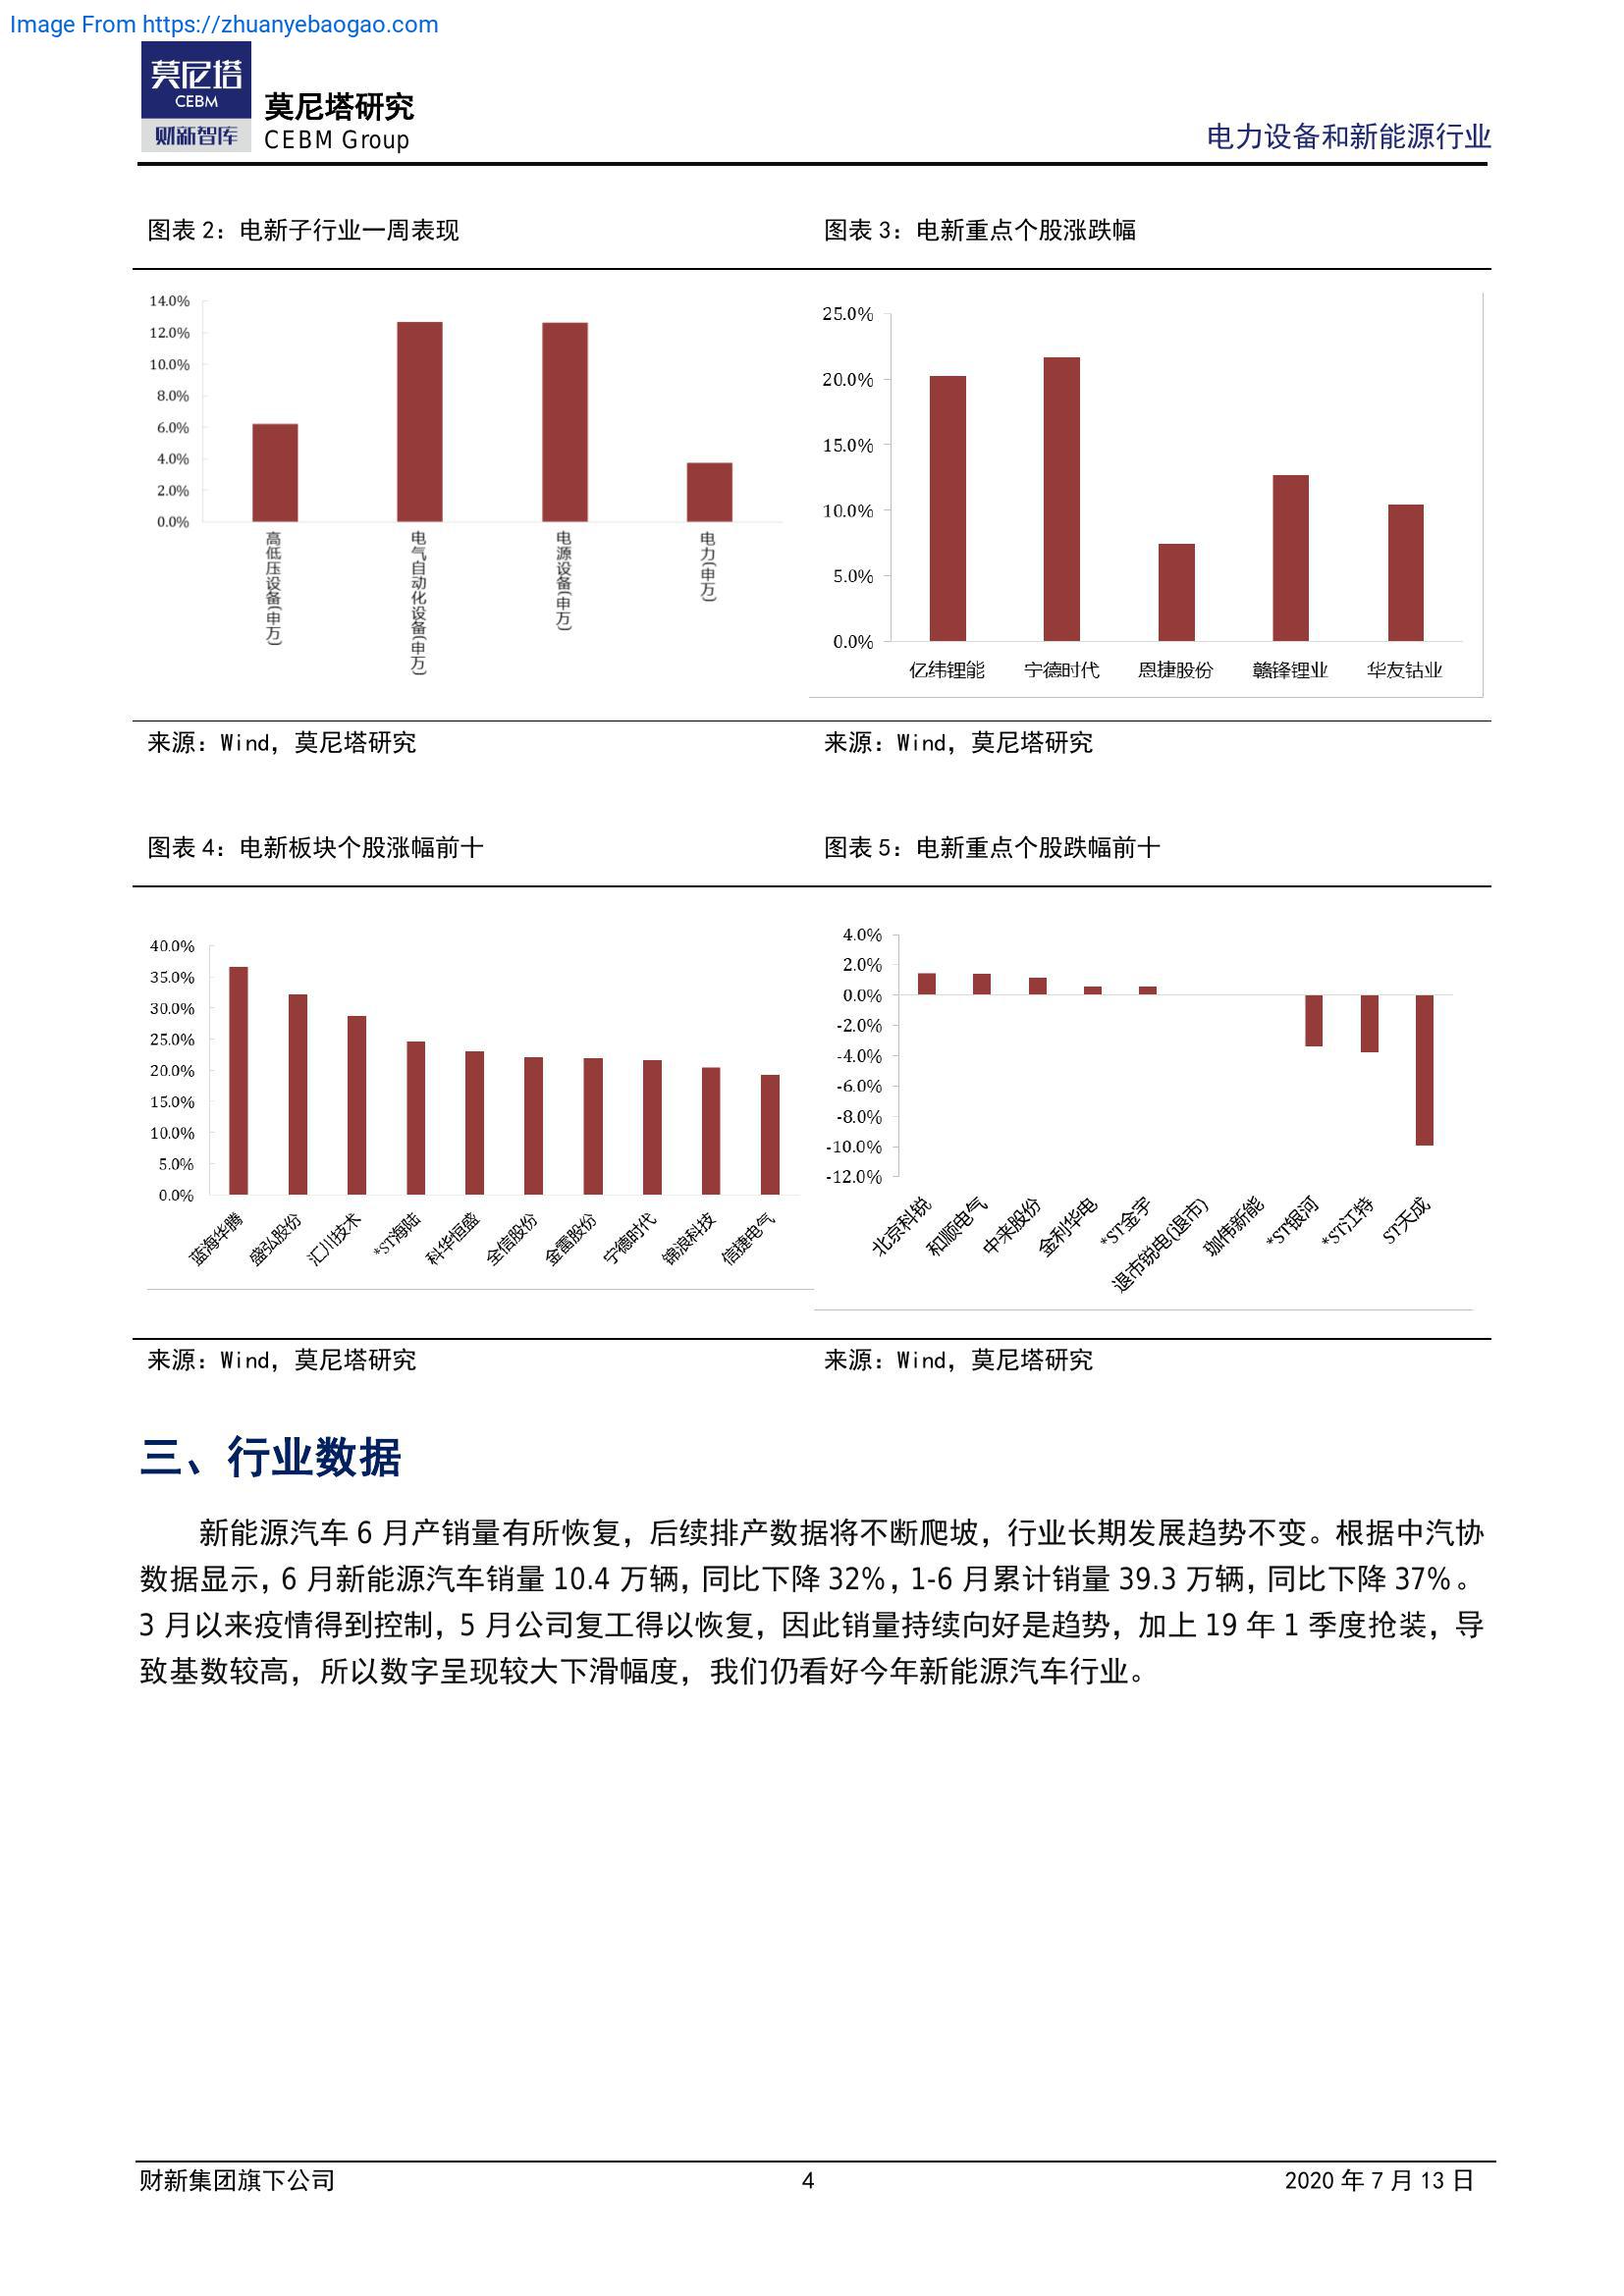 Image From https://zhuanyebaogao.com
莫尼塔
CEBM
财新智库
莫尼塔研究
CEBM Group
电力设备和新能源行业
图表 2：电新子行业一周表现
14.0%
12.0%
10.0%
8.0%
6.0%
4.0%
2.0%
0.0%
高低压设备(申万)
电气自动化设备(申万)
电源设备(申万)
电力(申万)
来源：Wind，莫尼塔研究
图表 3：电新重点个股涨跌幅
25.0%
20.0%
15.0%
10.0%
5.0%
0.0%
亿纬锂能
宁德时代
恩捷股份
赣锋锂业
华友钴业
来源：Wind，莫尼塔研究
图表 4：电新板块个股涨幅前十
40.0%
35.0%
30.0%
25.0%
20.0%
15.0%
10.0%
5.0%
0.0%
蓝海华腾
盛弘股份
汇川技术
*ST海陆
科华恒盛
全信股份
金雷股份
宁德时代
锦浪科技
信捷电气
来源：Wind，莫尼塔研究
图表 5：电新重点个股跌幅前十
4.0%
2.0%
0.0%
-2.0%
-4.0%
-6.0%
-8.0%
-10.0%
-12.0%
北京科锐
和顺电气
中来股份
金利华电
*ST金宇
退市锐电(退市)
珈伟新能
*ST银河
*ST江特
ST天成
来源：Wind，莫尼塔研究
三、行业数据
新能源汽车 6 月产销量有所恢复，后续排产数据将不断爬坡，行业长期发展趋势不变。根据中汽协
数据显示，6 月新能源汽车销量 10.4 万辆，同比下降 32%，1-6 月累计销量 39.3 万辆，同比下降 37%。
3 月以来疫情得到控制，5 月公司复工得以恢复，因此销量持续向好是趋势，加上 19 年 1 季度抢装，导
致基数较高，所以数字呈现较大下滑幅度，我们仍看好今年新能源汽车行业。
财新集团旗下公司
4
2020 年 7 月 13 日